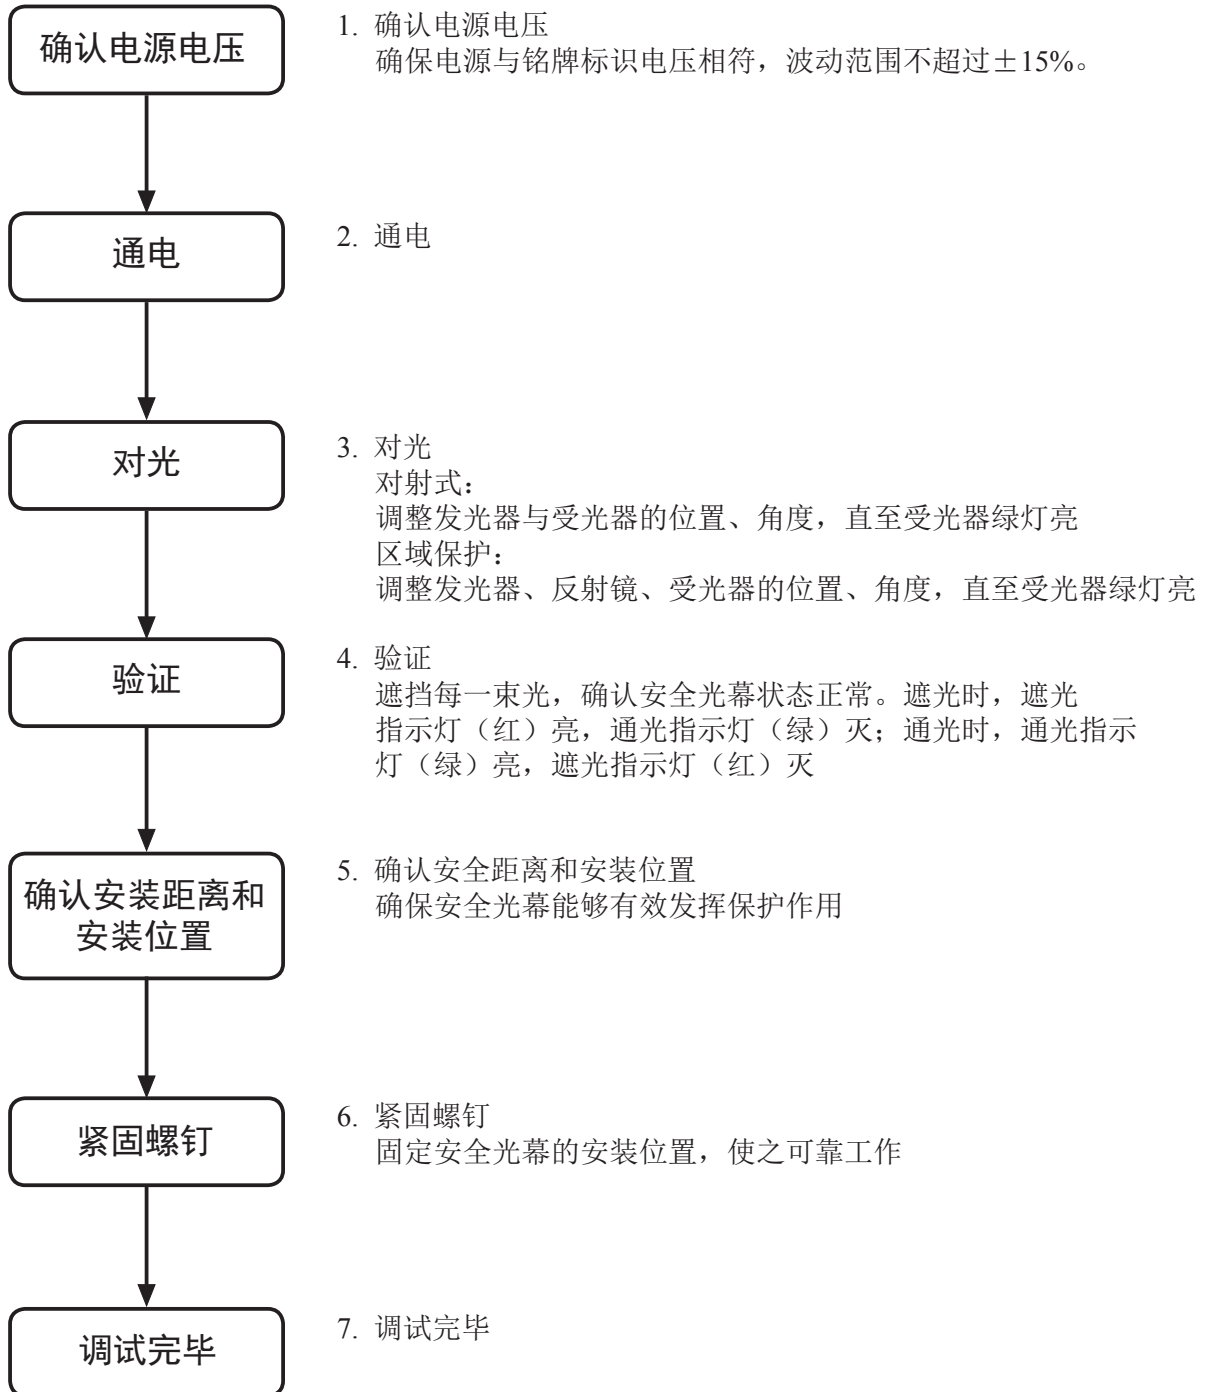 确认电源电压
1. 确认电源电压
确保电源与铭牌标识电压相符，波动范围不超过±15%。
通电
2. 通电
对光
3. 对光
对射式：
调整发光器与受光器的位置、角度，直至受光器绿灯亮
区域保护：
调整发光器、反射镜、受光器的位置、角度，直至受光器绿灯亮
验证
4. 验证
遮挡每一束光，确认安全光幕状态正常。遮光时，遮光
指示灯（红）亮，通光指示灯（绿）灭；通光时，通光指示
灯（绿）亮，遮光指示灯（红）灭
确认安装距离和
安装位置
5. 确认安全距离和安装位置
确保安全光幕能够有效发挥保护作用
紧固螺钉
6. 紧固螺钉
固定安全光幕的安装位置，使之可靠工作
调试完毕
7. 调试完毕